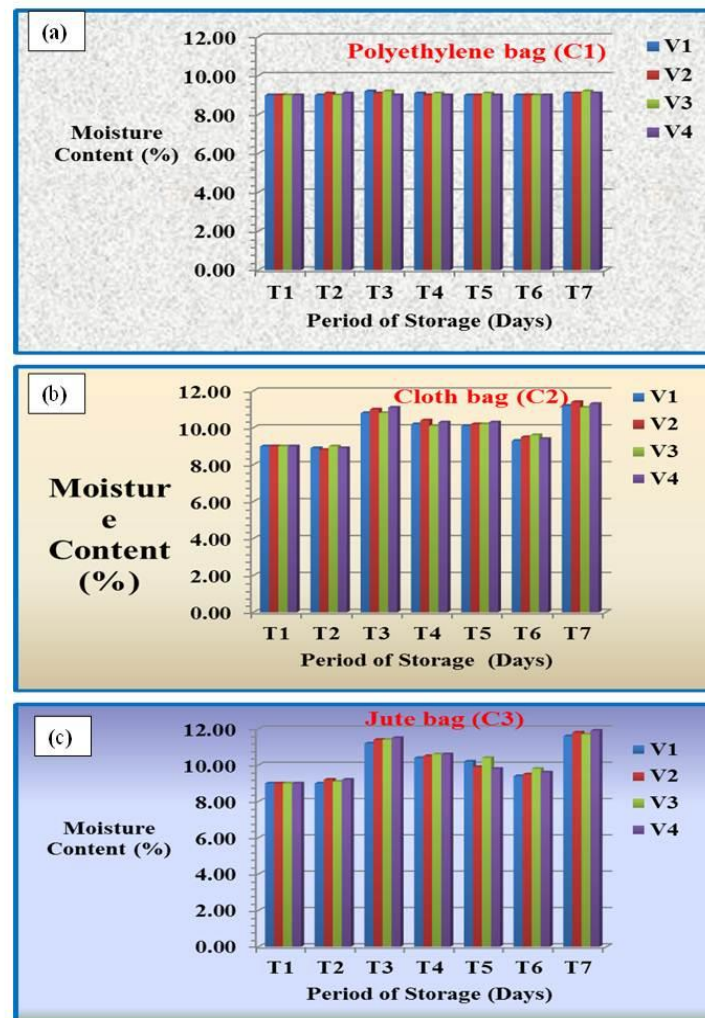 (a)
Polyethylene bag (C1)
12.00
10.00
8.00
6.00
4.00
2.00
0.00
Moisture
Content (%)
T1 T2 T3 T4 T5 T6 T7
Period of Storage (Days)
V1
V2
V3
V4
(b)
Cloth bag (C2)
12.00
10.00
8.00
6.00
4.00
2.00
0.00
Moistur
e
Content
(%)
T1 T2 T3 T4 T5 T6 T7
Period of Storage (Days)
V1
V2
V3
V4
(c)
Jute bag (C3)
12.00
10.00
8.00
6.00
4.00
2.00
0.00
Moisture
Content (%)
T1 T2 T3 T4 T5 T6 T7
Period of Storage (Days)
V1
V2
V3
V4